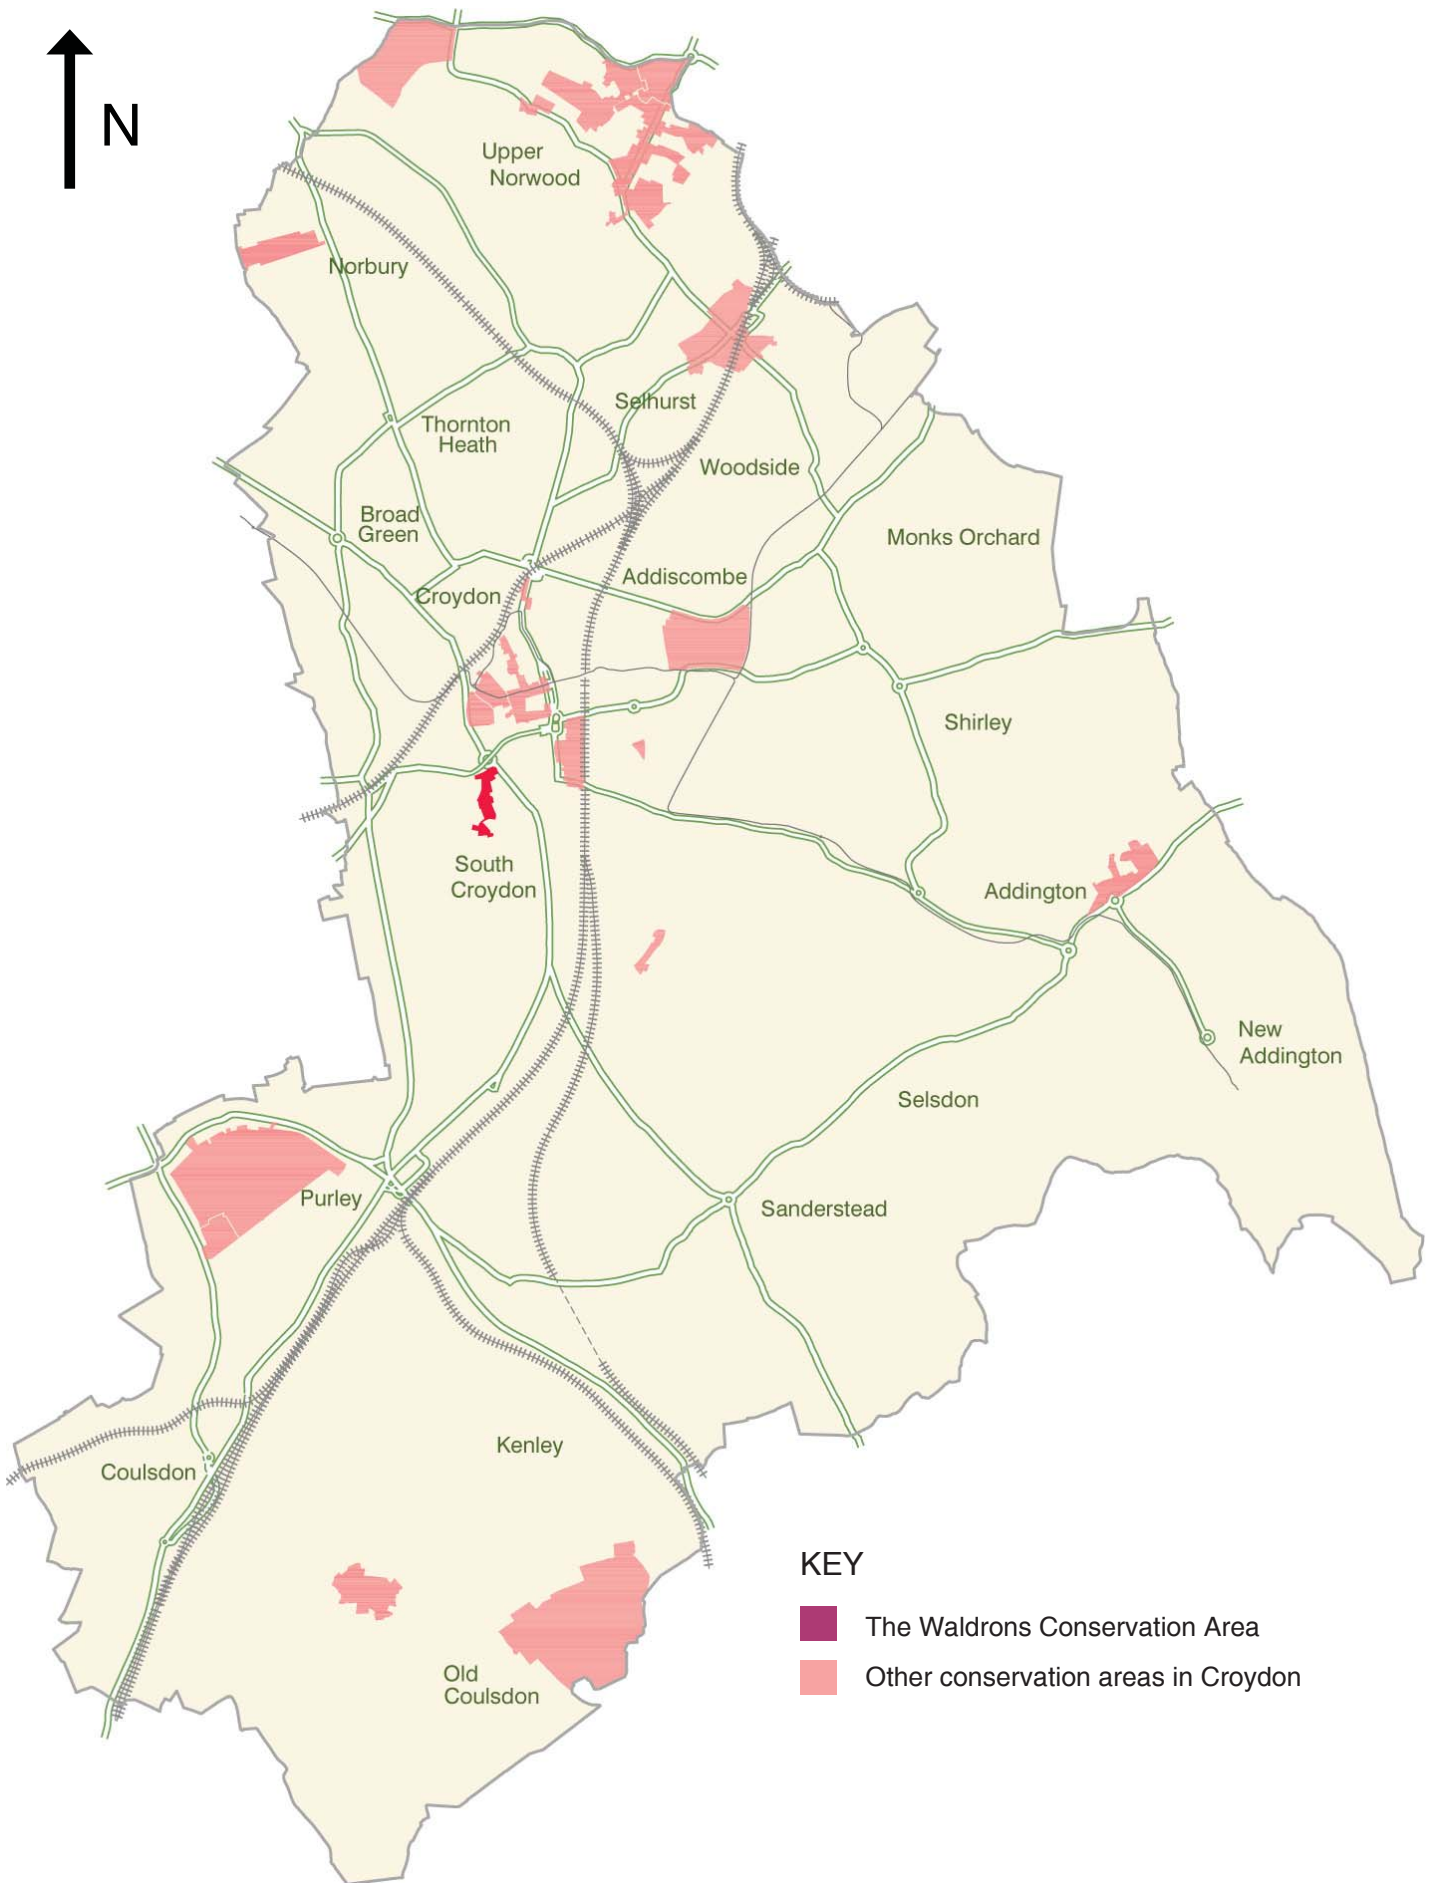 N
Upper
Norwood
Norbury
Selhurst
Thornton
Heath
Woodside
Broad
Green
Monks Orchard
Addiscombe
Croydon
Shirley
South
Croydon
Addington
New
Addington
Selsdon
Purley
Sanderstead
Kenley
Coulsdon
Old
Coulsdon
KEY
The Waldrons Conservation Area
Other conservation areas in Croydon